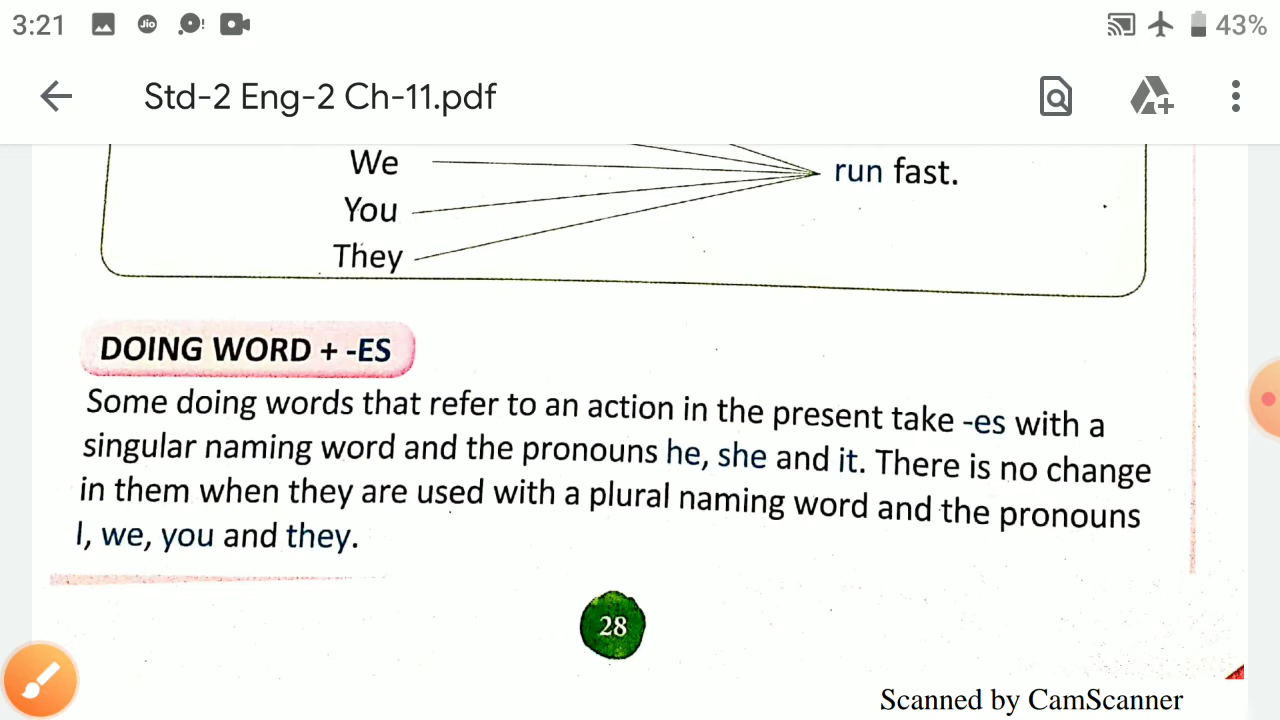 3:21
Jio
43%
Std-2 Eng-2 Ch-11.pdf
We
run fast.
You
They
DOING WORD + -ES
Some doing words that refer to an action in the present take -es with a
singular naming word and the pronouns he, she and it. There is no change
in them when they are used with a plural naming word and the pronouns
I, we, you and they.
28
Scanned by CamScanner